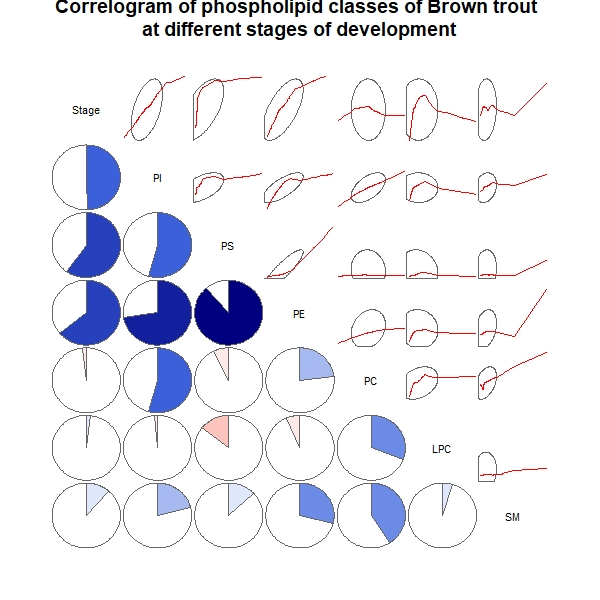 Correlogram of phospholipid classes of Brown trout
at different stages of development
Stage
PI
PS
PE
PC
LPC
SM